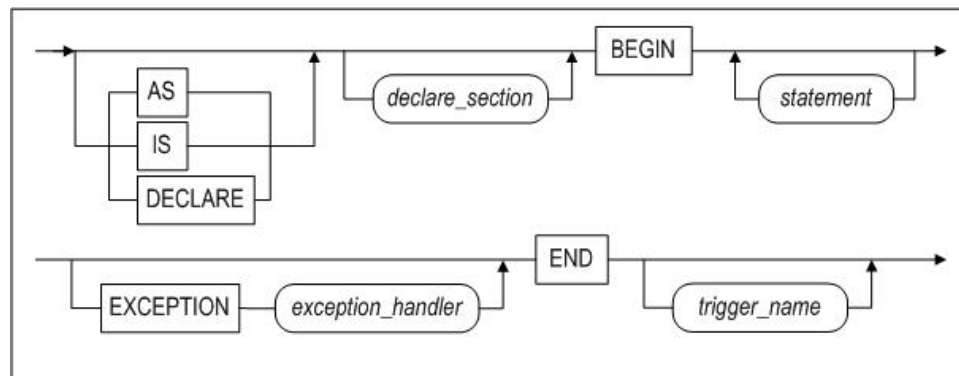 AS
IS
DECLARE
declare_section
BEGIN
statement
EXCEPTION
exception_handler
END
trigger_name